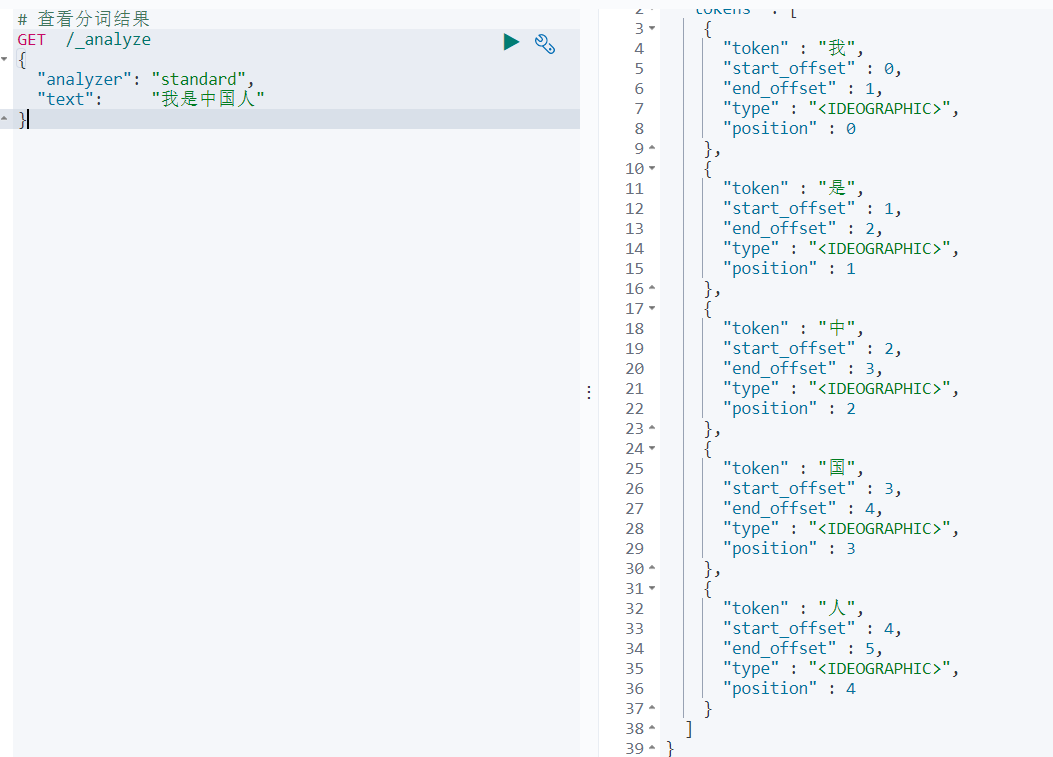 # 查看分词结果
GET  /_analyze
{
  "analyzer": "standard",
  "text":     "我是中国人"
}
2   "tokens" : [
3     {
4       "token" : "我",
5       "start_offset" : 0,
6       "end_offset" : 1,
7       "type" : "<IDEOGRAPHIC>",
8       "position" : 0
9     },
10     {
11       "token" : "是",
12       "start_offset" : 1,
13       "end_offset" : 2,
14       "type" : "<IDEOGRAPHIC>",
15       "position" : 1
16     },
17     {
18       "token" : "中",
19       "start_offset" : 2,
20       "end_offset" : 3,
21       "type" : "<IDEOGRAPHIC>",
22       "position" : 2
23     },
24     {
25       "token" : "国",
26       "start_offset" : 3,
27       "end_offset" : 4,
28       "type" : "<IDEOGRAPHIC>",
29       "position" : 3
30     },
31     {
32       "token" : "人",
33       "start_offset" : 4,
34       "end_offset" : 5,
35       "type" : "<IDEOGRAPHIC>",
36       "position" : 4
37     }
38   ]
39 }